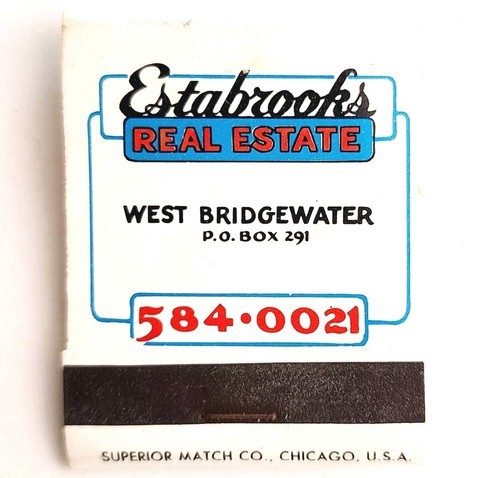 Estabrooks
REAL ESTATE
WEST BRIDGEWATER
P.O. BOX 291
584·0021
SUPERIOR MATCH CO., CHICAGO, U.S.A.